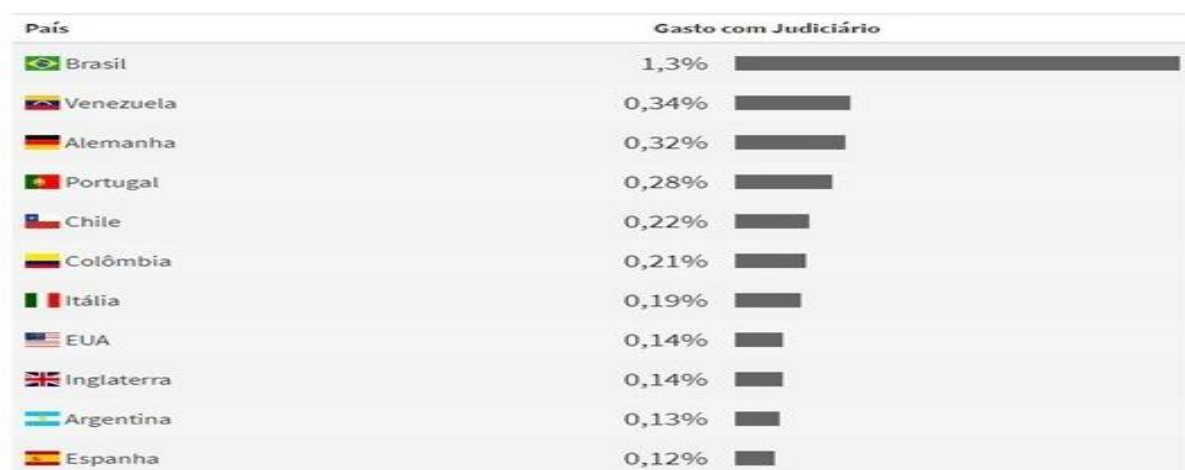 País Gasto com Judiciário
Brasil 1,3%
Venezuela 0,34%
Alemanha 0,32%
Portugal 0,28%
Chile 0,22%
Colômbia 0,21%
Itália 0,19%
EUA 0,14%
Inglaterra 0,14%
Argentina 0,13%
Espanha 0,12%